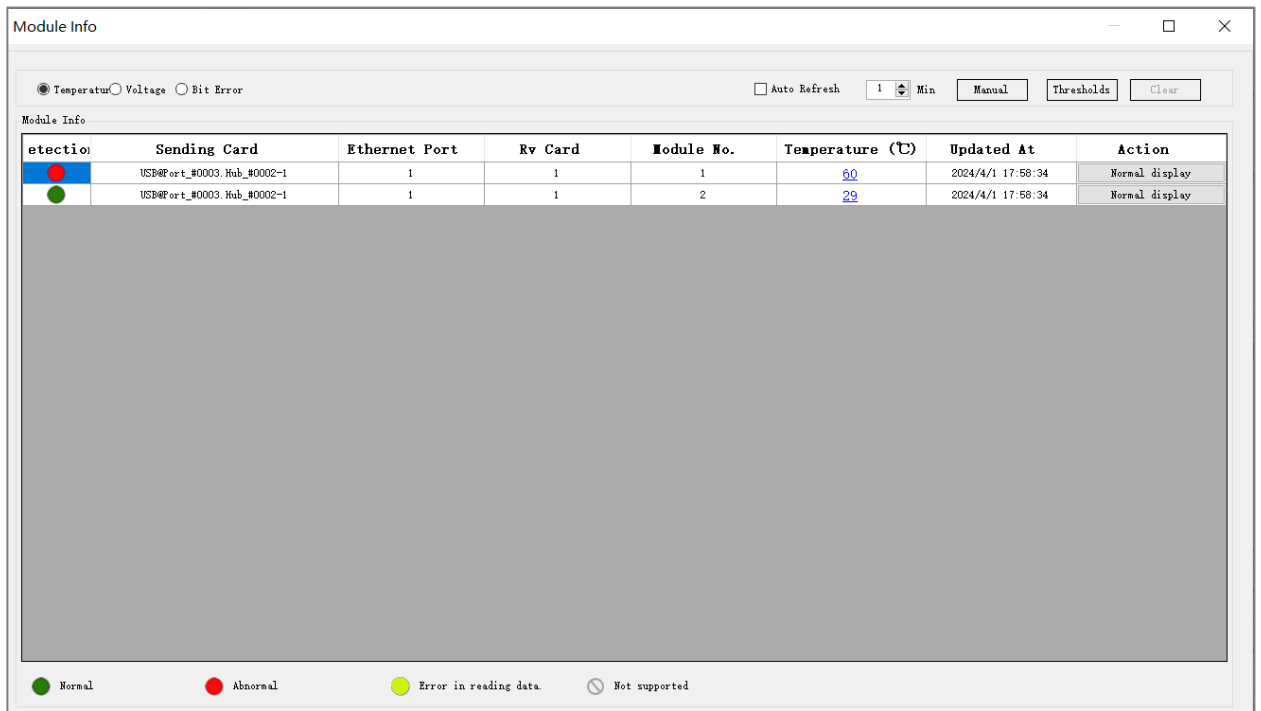 Module Info
Temperatur Voltage Bit Error Auto Refresh 1 Min Manual Thresholds Clear
Module Info
etection Sending Card Ethernet Port Rv Card Module No. Temperature (℃) Updated At Action
USB@Port_#0003.Hub_#0002-1 1 1 1 60 2024/4/1 17:58:34 Normal display
USB@Port_#0003.Hub_#0002-1 1 1 2 29 2024/4/1 17:58:34 Normal display
Normal Abnormal Error in reading data. Not supported